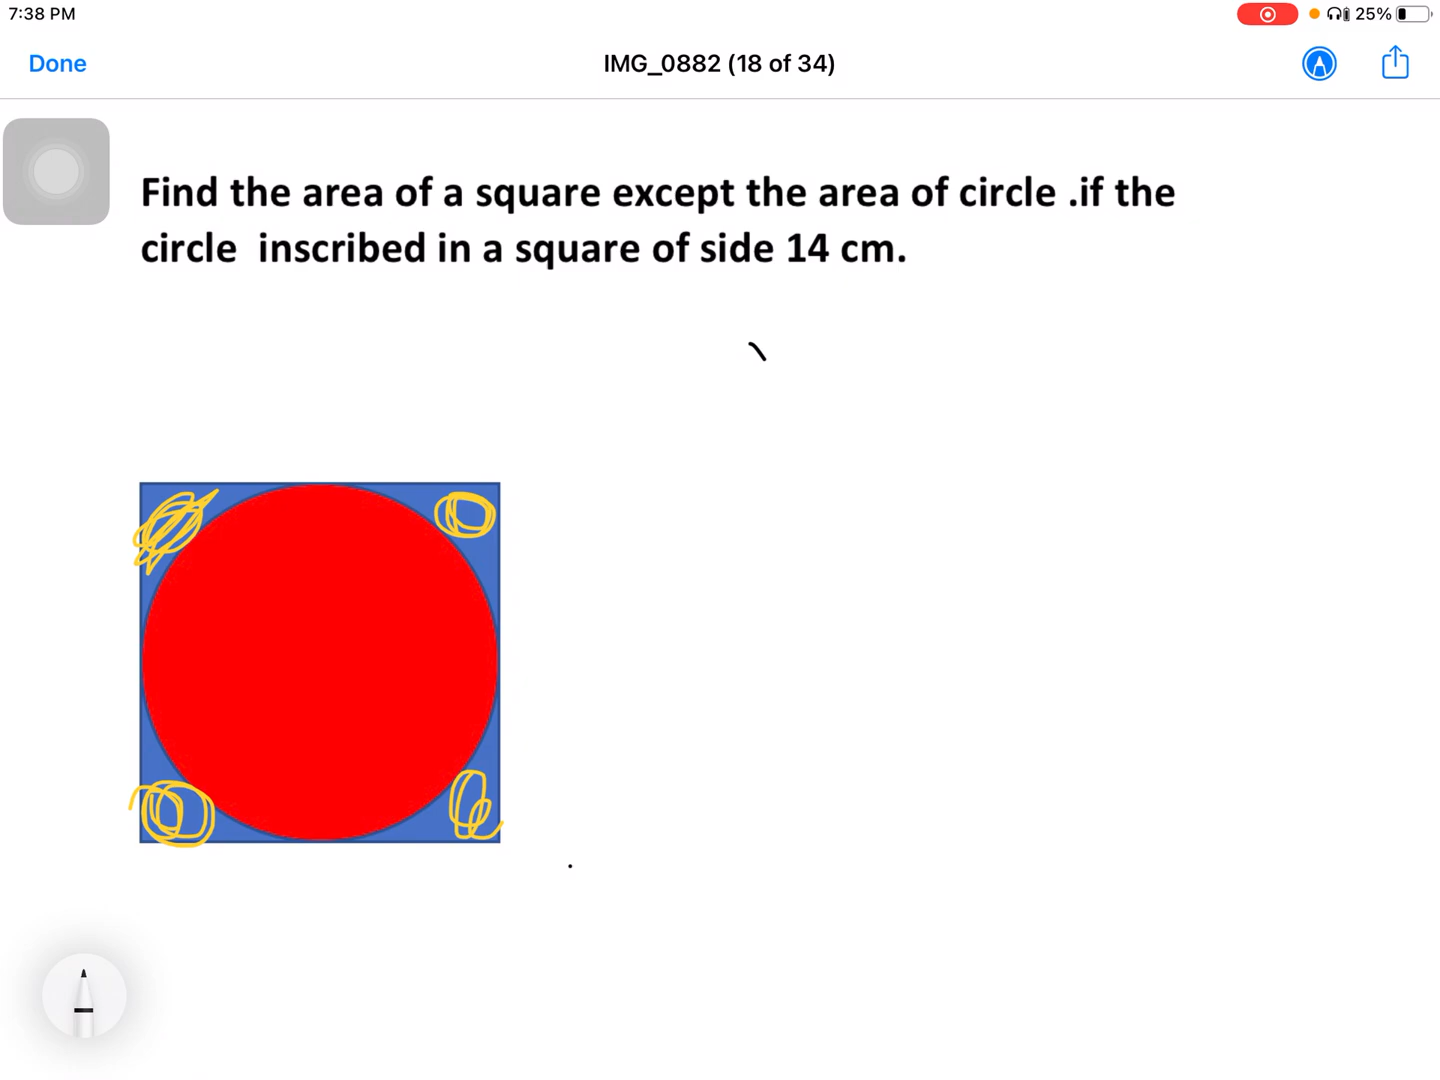 7:38 PM
25%
Done
IMG_0882 (18 of 34)
Find the area of a square except the area of circle .if the
circle  inscribed in a square of side 14 cm.